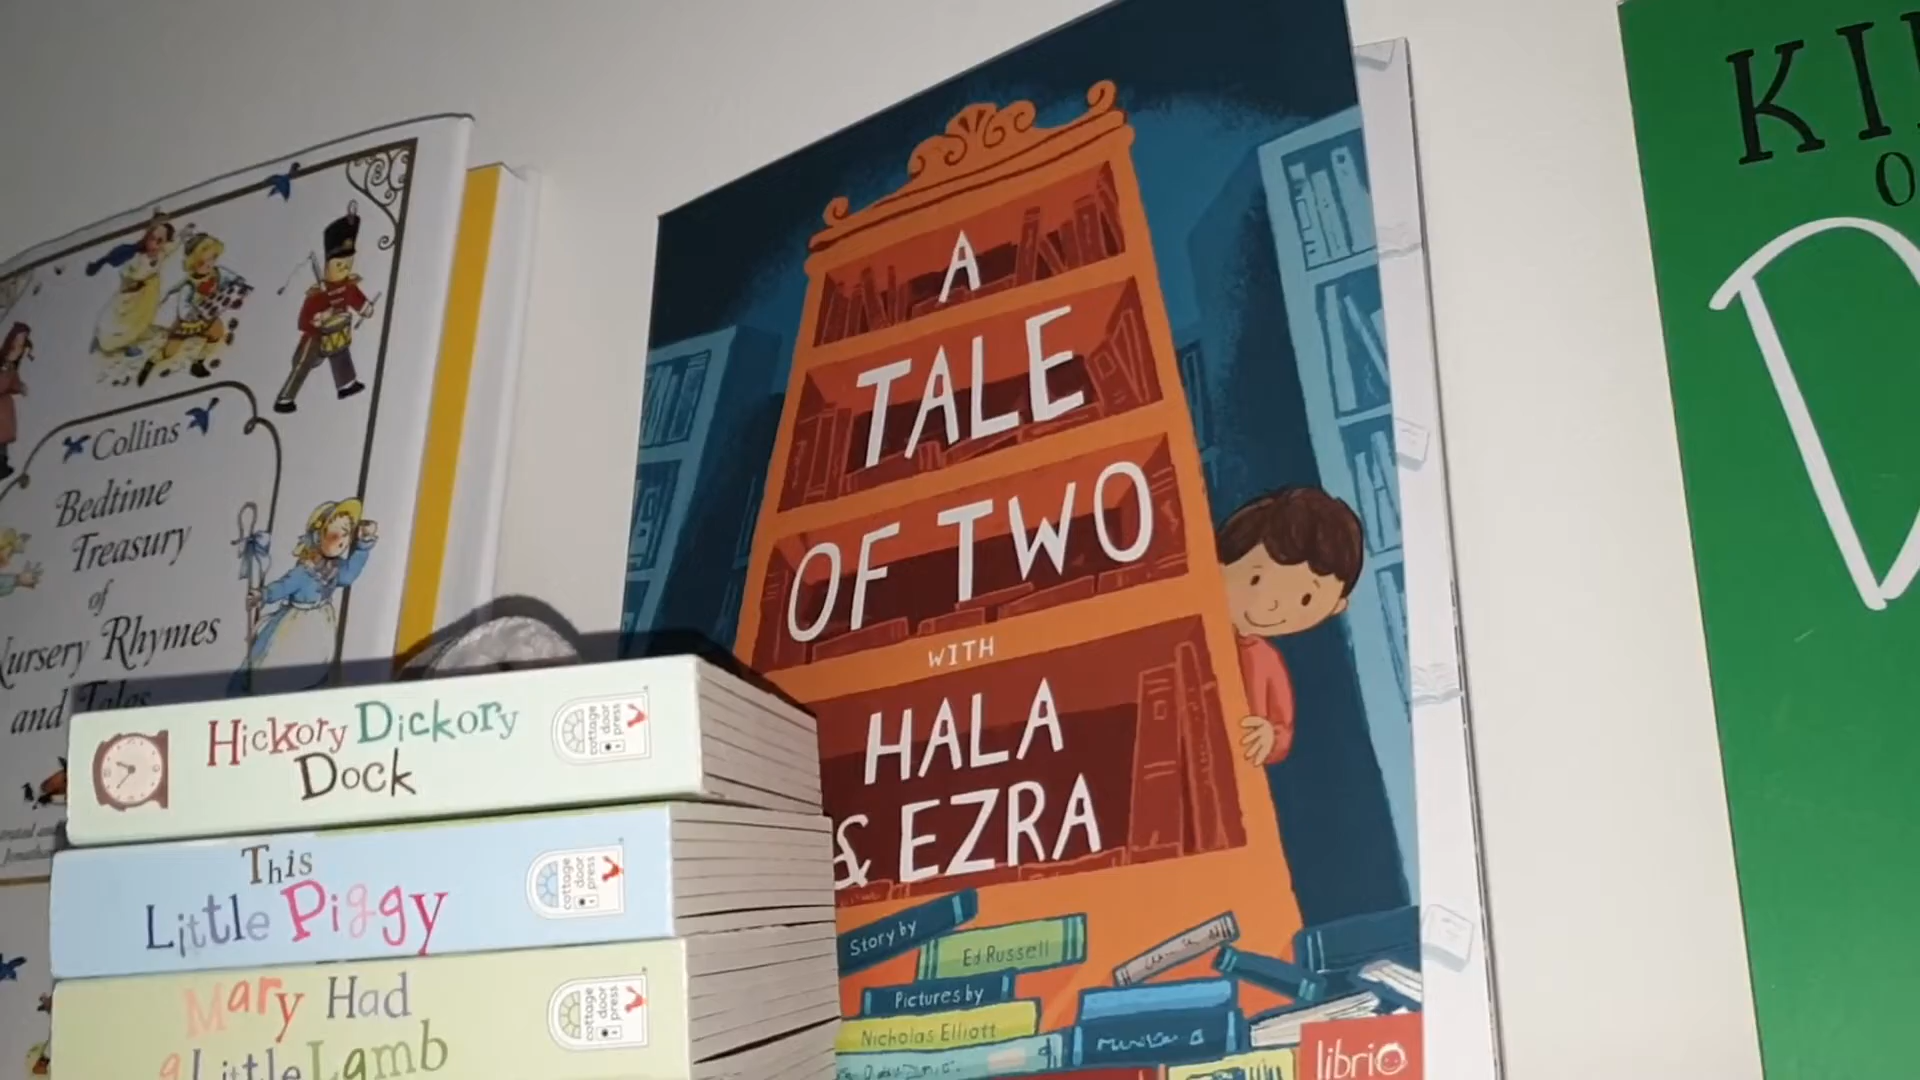 Collins
Bedtime
Treasury
of
Nursery Rhymes
and Tales
Hickory Dickory
Dock
cottage
door
press
This
Little Piggy
cottage
door
press
Mary Had
a Little Lamb
cottage
door
press
A
TALE
OF TWO
WITH
HALA
& EZRA
Story by
Ed Russell
Pictures by
Nicholas Elliott
librio
KI
O
D